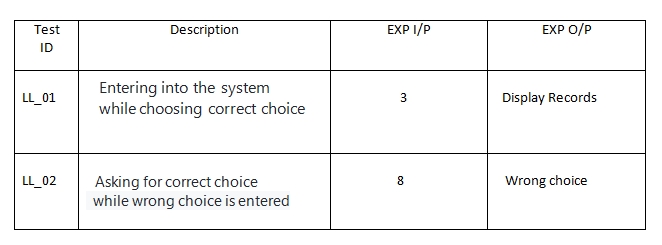 Test ID Description EXP I/P EXP O/P
LL_01 Entering into the system while choosing correct choice 3 Display Records
LL_02 Asking for correct choice while wrong choice is entered 8 Wrong choice